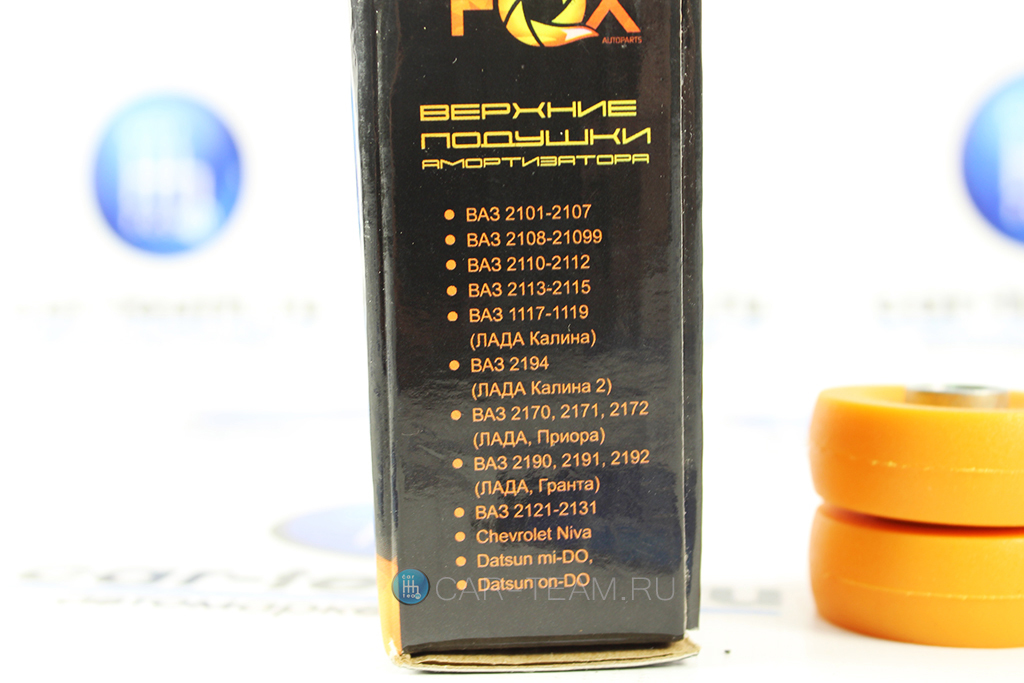 FOX
AUTOPARTS
ВЕРХНИЕ
ПОДУШКИ
АМОРТИЗАТОРА
• ВАЗ 2101-2107
• ВАЗ 2108-21099
• ВАЗ 2110-2112
• ВАЗ 2113-2115
• ВАЗ 1117-1119
(ЛАДА Калина)
• ВАЗ 2194
(ЛАДА Калина 2)
• ВАЗ 2170, 2171, 2172
(ЛАДА, Приора)
• ВАЗ 2190, 2191, 2192
(ЛАДА, Гранта)
• ВАЗ 2121-2131
• Chevrolet Niva
• Datsun mi-DO,
• Datsun on-DO
CAR-TEAM.RU